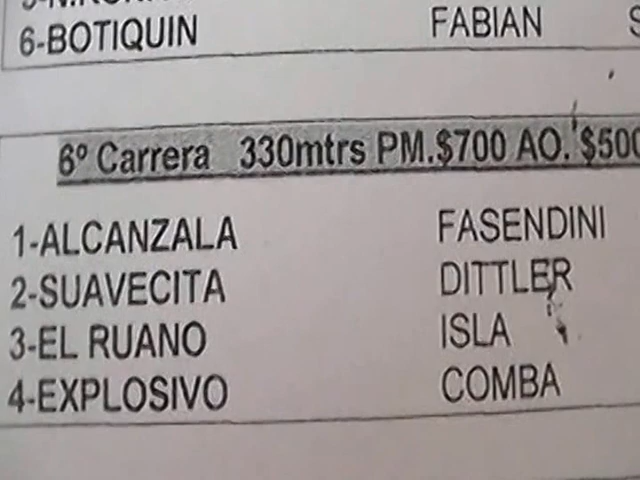 6-BOTIQUIN FABIAN
6º Carrera 330mtrs PM.$700 AO. $500
1-ALCANZALA FASENDINI
2-SUAVECITA DITTLER
3-EL RUANO ISLA
4-EXPLOSIVO COMBA